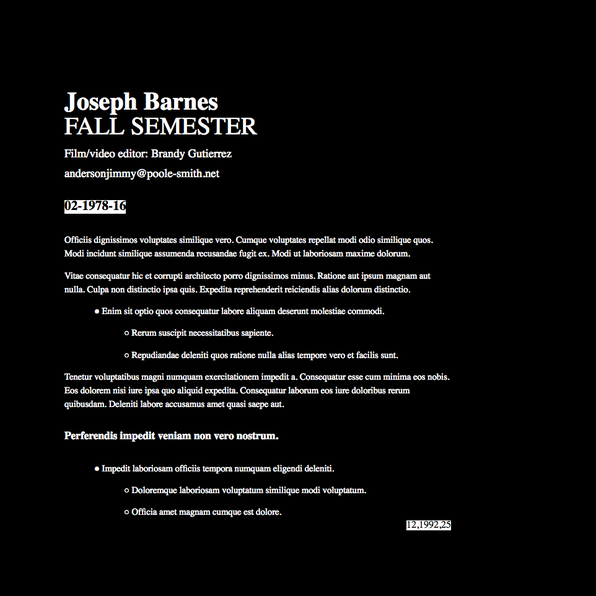 Joseph Barnes
FALL SEMESTER
Film/video editor: Brandy Gutierrez
andersonjimmy@poole-smith.net
02-1978-16
Officiis dignissimos voluptates similique vero. Cumque voluptates repellat modi odio similique quos.
Modi incidunt similique assumenda recusandae fugit ex. Modi ut laboriosam maxime dolorum.
Vitae consequatur hic et corrupti architecto porro dignissimos minus. Ratione aut ipsum magnam aut
nulla. Culpa non distinctio ipsa quis. Expedita reprehenderit reiciendis alias dolorum distinctio.
Enim sit optio quos consequatur labore aliquam deserunt molestiae commodi.
Rerum suscipit necessitatibus sapiente.
Repudiandae deleniti quos ratione nulla alias tempore vero et facilis sunt.
Tenetur voluptatibus magni numquam exercitationem impedit a. Consequatur esse cum minima eos nobis.
Eos dolorem nisi iure ipsa quo aliquid expedita. Consequatur laborum eos iure doloribus rerum
quibusdam. Deleniti labore accusamus amet quasi saepe aut.
Perferendis impedit veniam non vero nostrum.
Impedit laboriosam officiis tempora numquam eligendi deleniti.
Doloremque laboriosam voluptatum similique modi voluptatum.
Officia amet magnam cumque est dolore.
12,1992,25